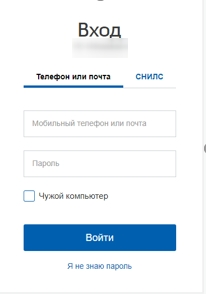 Вход
Телефон или почта СНИЛС
Мобильный телефон или почта
Пароль
Чужой компьютер
Войти
Я не знаю пароль